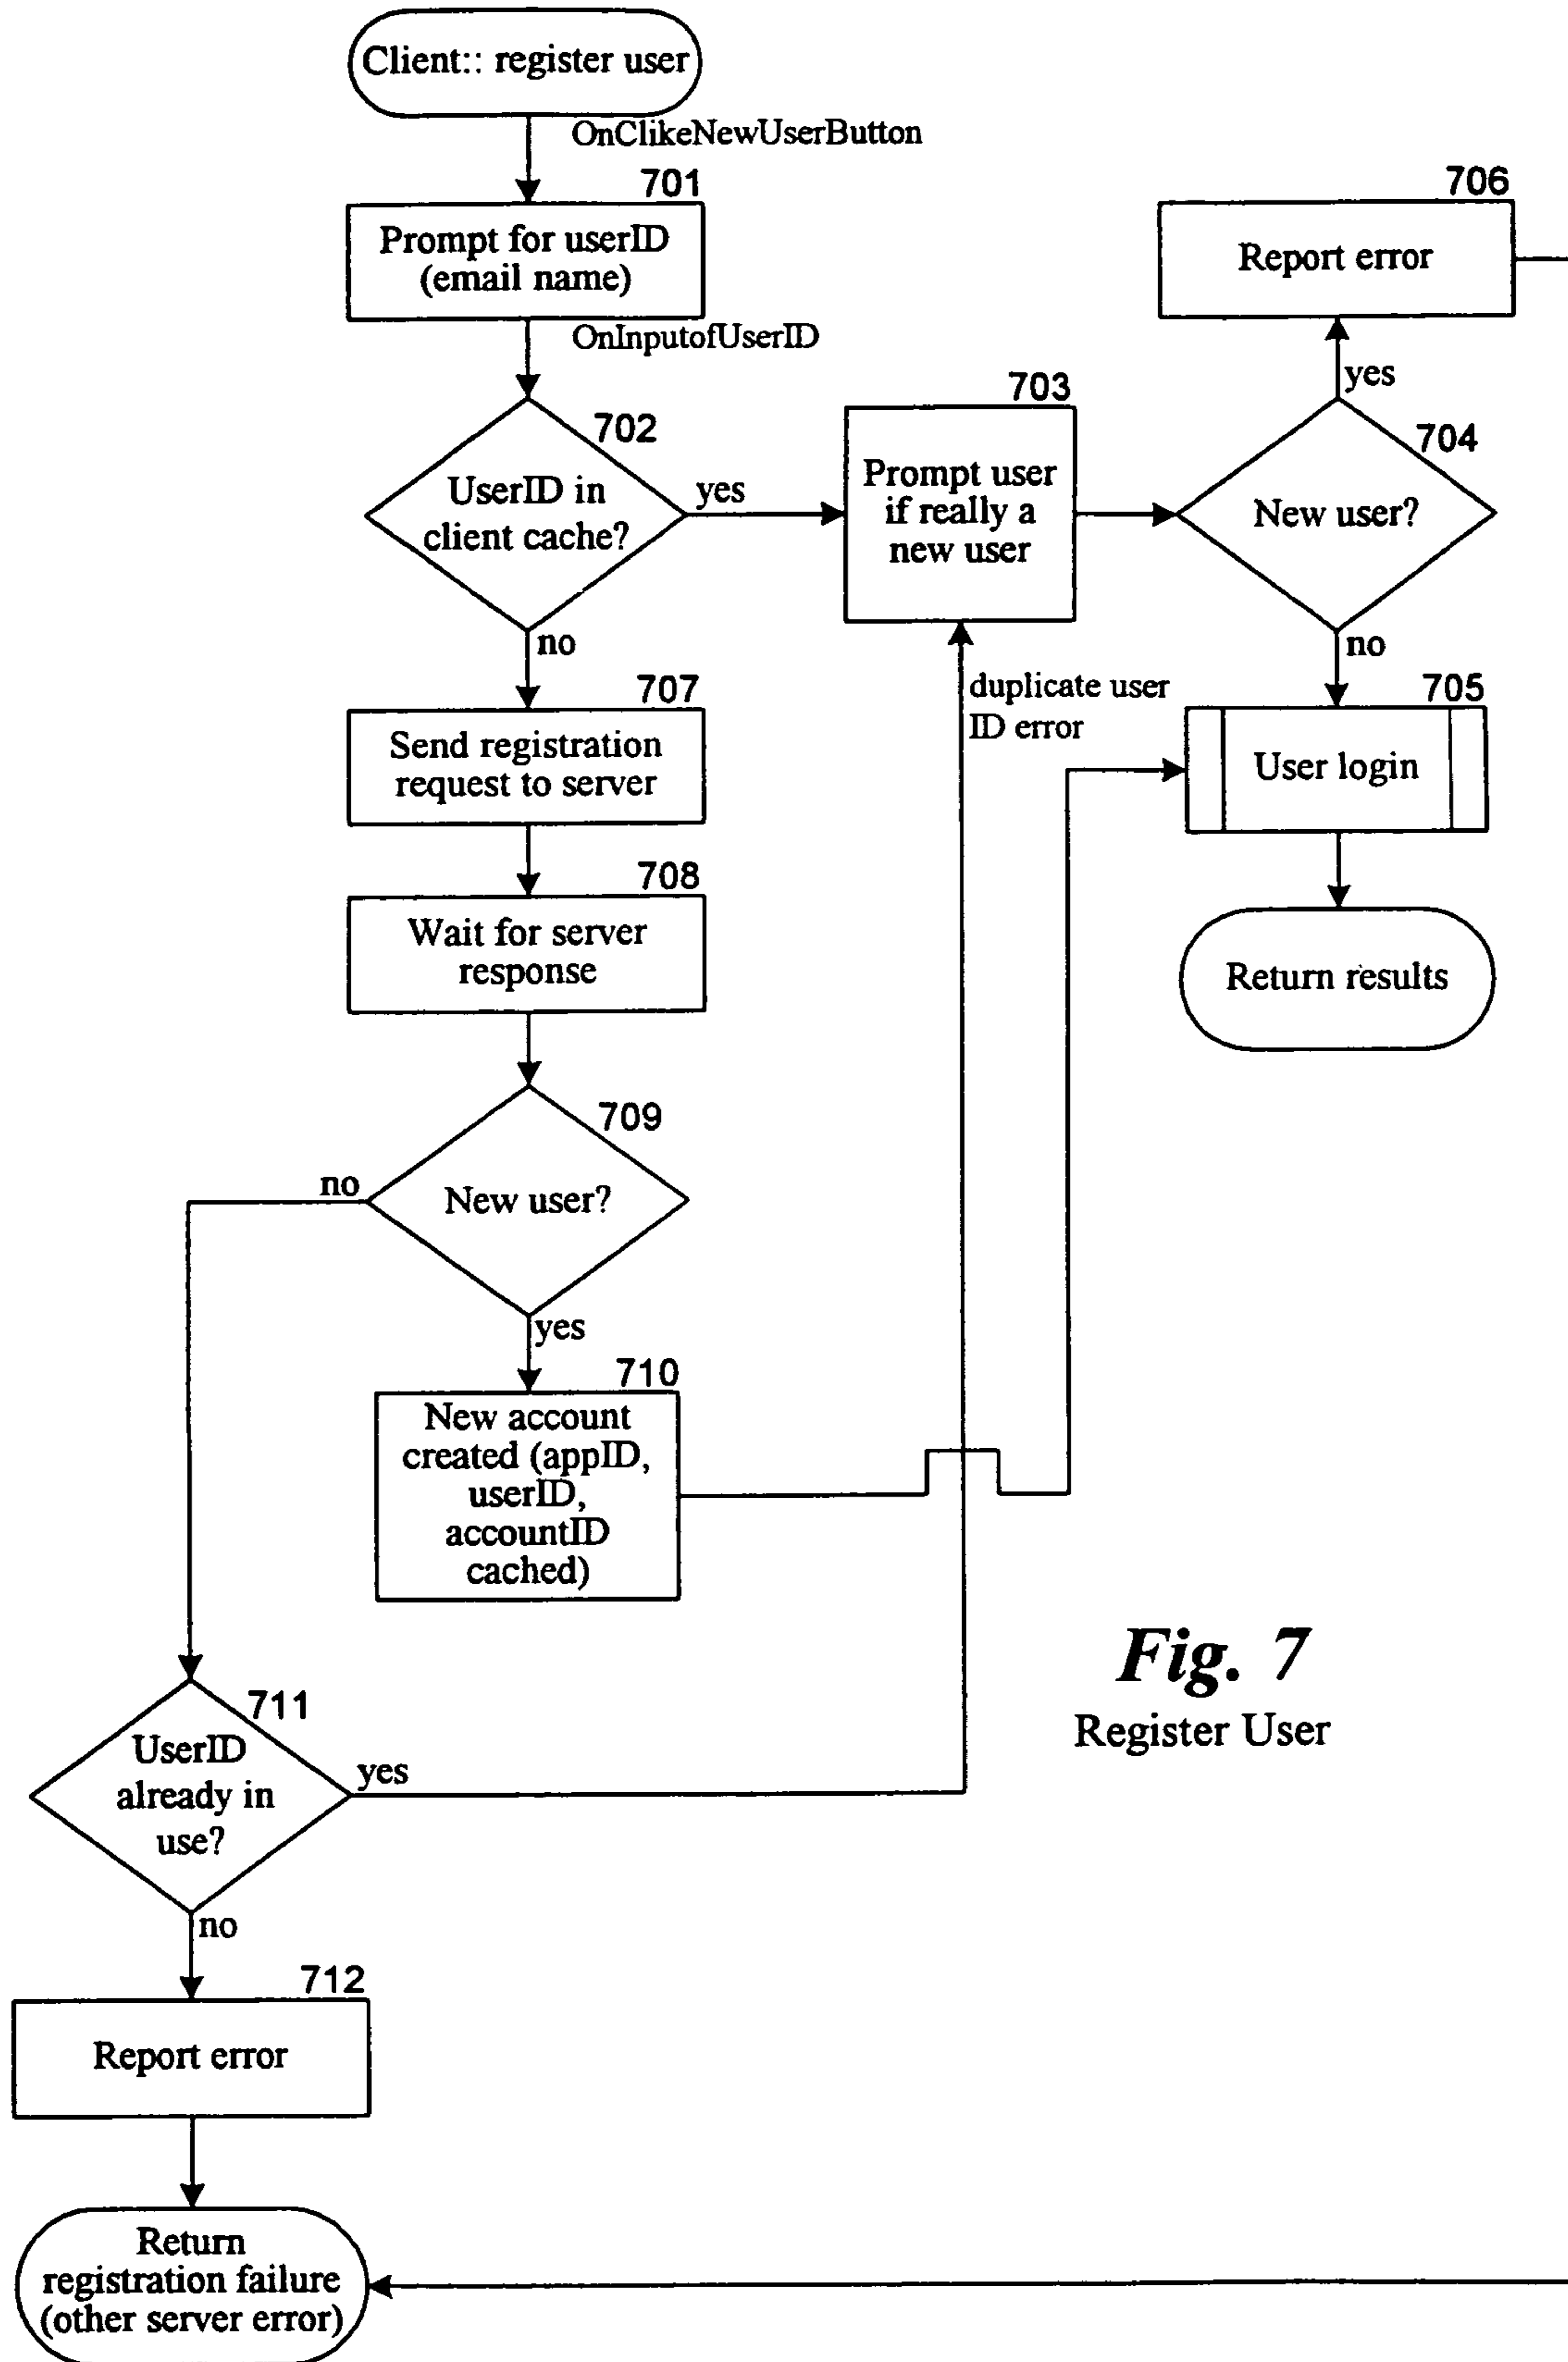 Client:: register user
OnClikeNewUserButton
701
Prompt for userID
(email name)
OnInputofUserID
702
UserID in
client cache?
yes
no
703
Prompt user
if really a
new user
duplicate user
ID error
706
Report error
yes
704
New user?
no
705
User login
Return results
707
Send registration
request to server
708
Wait for server
response
709
New user?
no
yes
710
New account
created (appID,
userID,
accountID
cached)
711
UserID
already in
use?
yes
no
712
Report error
Return
registration failure
(other server error)
Fig. 7
Register User